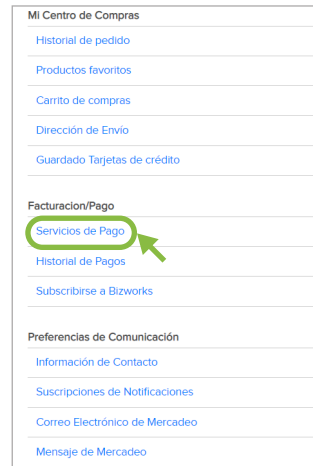 Mi Centro de Compras
Historial de pedido
Productos favoritos
Carrito de compras
Dirección de Envío
Guardado Tarjetas de crédito
Facturacion/Pago
Servicios de Pago
Historial de Pagos
Subscribirse a Bizworks
Preferencias de Comunicación
Información de Contacto
Suscripciones de Notificaciones
Correo Electrónico de Mercadeo
Mensaje de Mercadeo